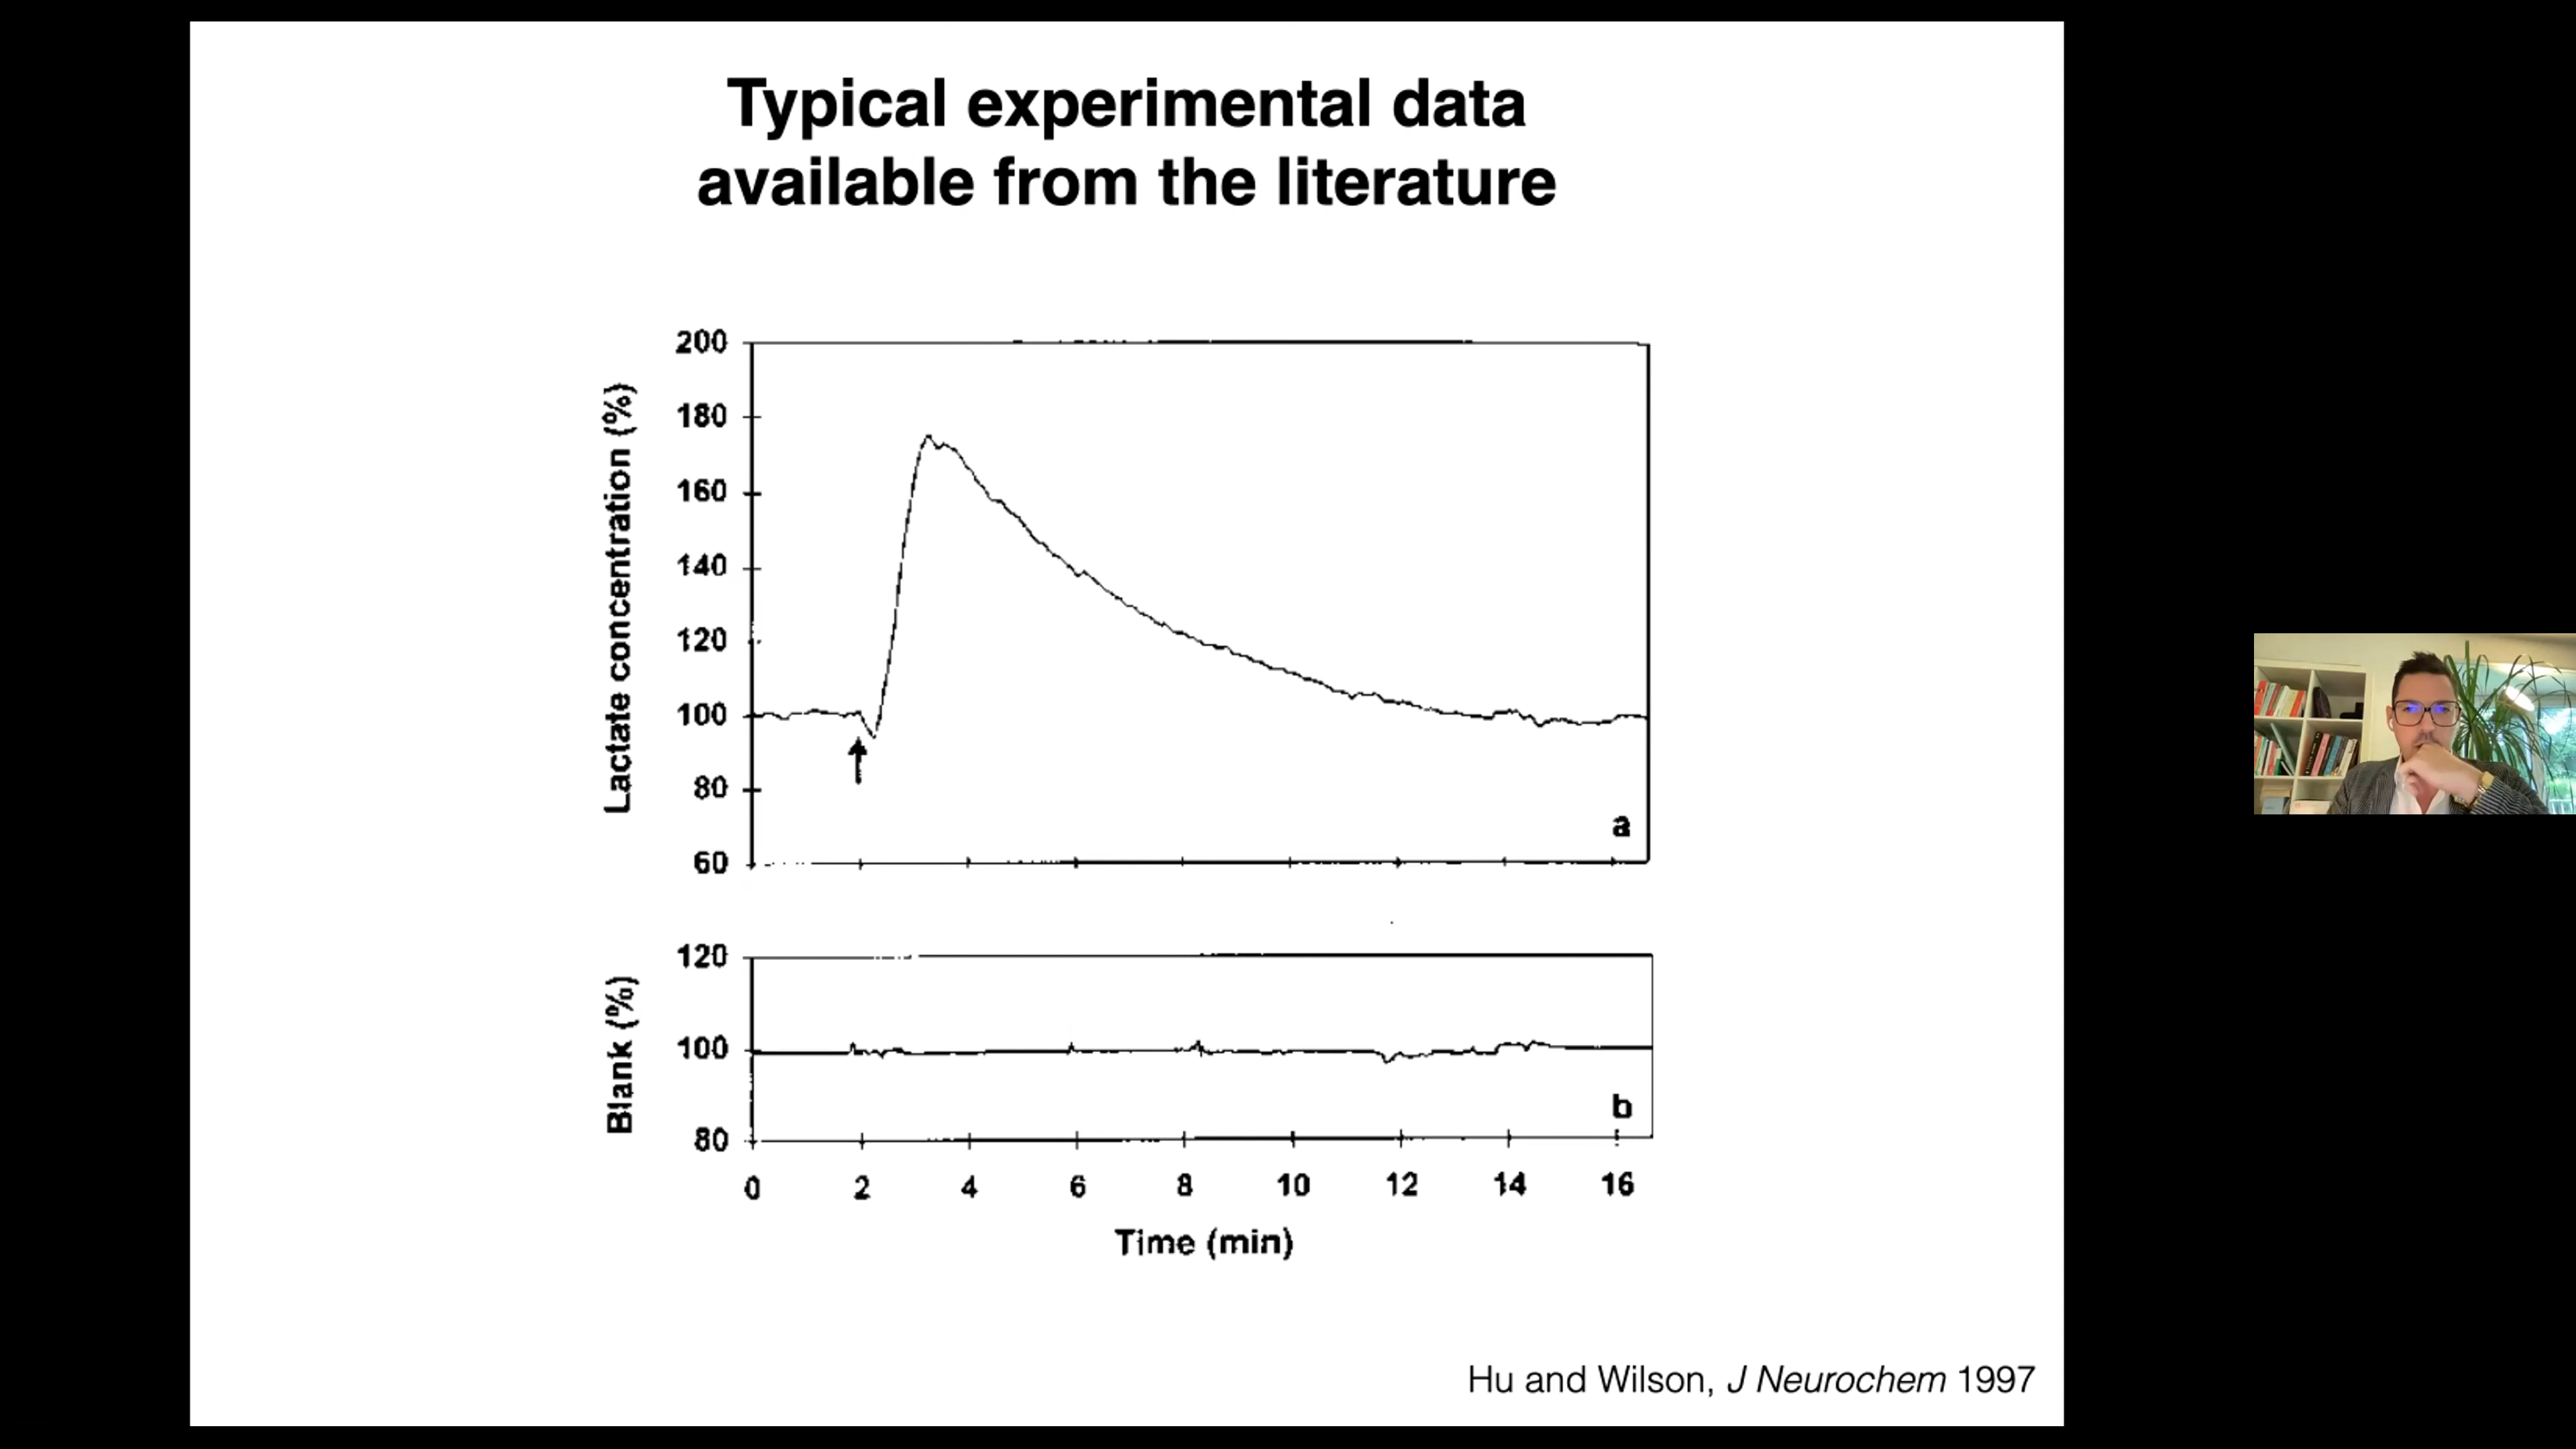 Typical experimental data
available from the literature
Lactate concentration (%)
200
180
160
140
120
100
80
60
a
Blank (%)
120
100
80
b
0 2 4 6 8 10 12 14 16
Time (min)
Hu and Wilson, J Neurochem 1997